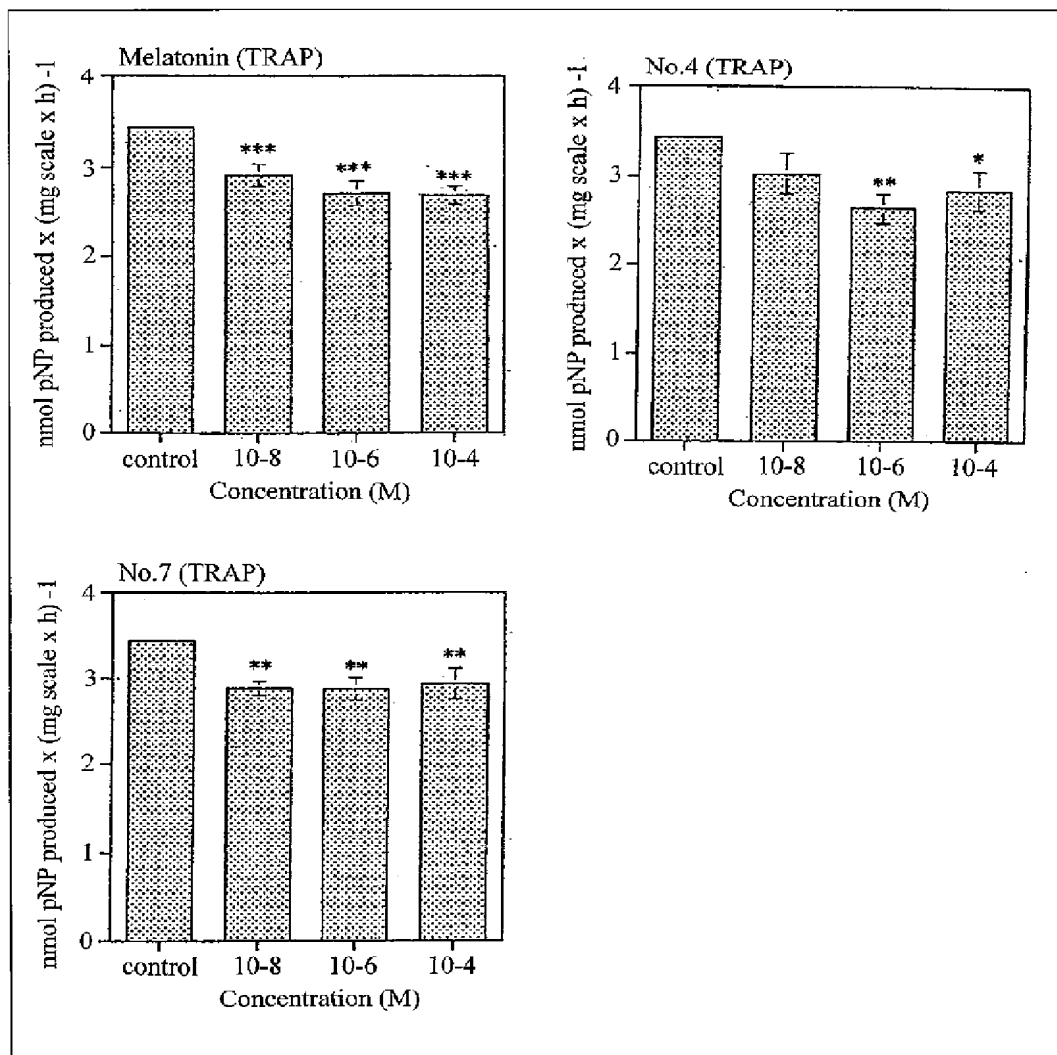 Melatonin (TRAP)
nmol pNP produced x (mg scale x h) -1
4
3
2
1
0
***
***
***
control 10-8 10-6 10-4
Concentration (M)
No.4 (TRAP)
nmol pNP produced x (mg scale x h) -1
4
3
2
1
0
**
*
control 10-8 10-6 10-4
Concentration (M)
No.7 (TRAP)
nmol pNP produced x (mg scale x h) -1
4
3
2
1
0
**
**
**
control 10-8 10-6 10-4
Concentration (M)